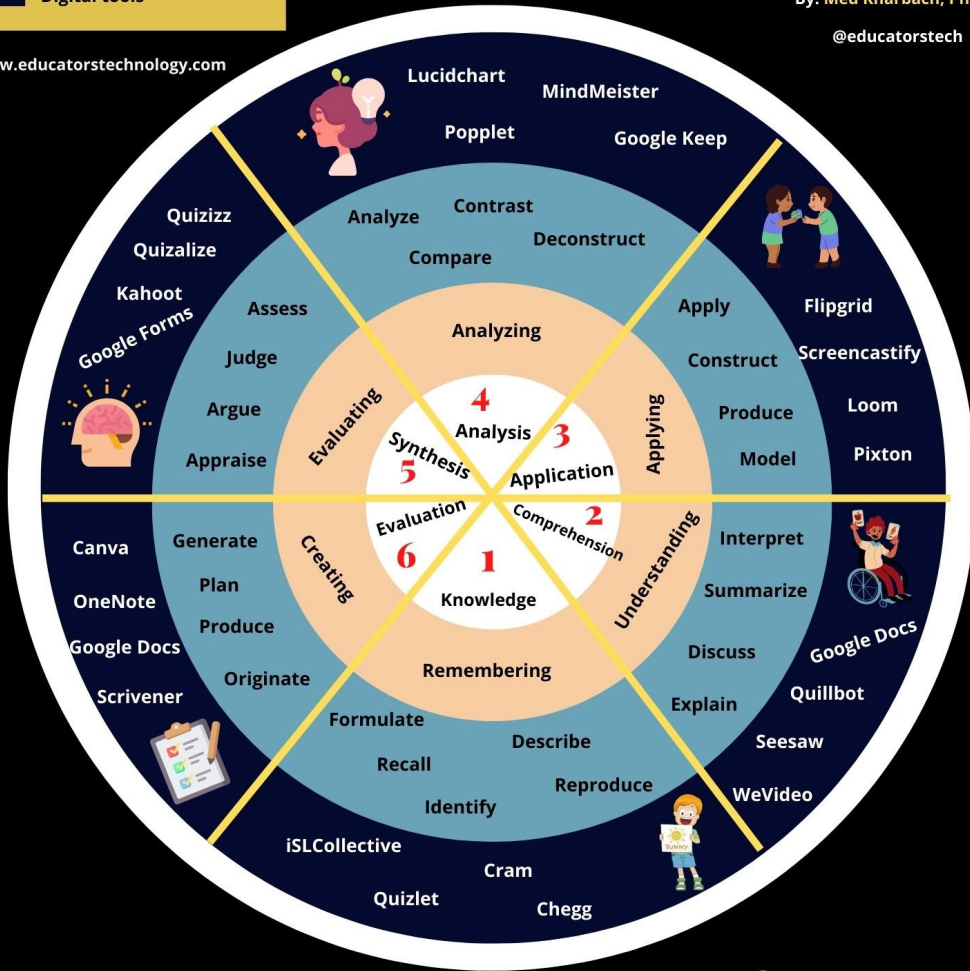 Digital tools
By: Med Kharbach, Ph
@educatorstech
w.educatorstechnology.com
Lucidchart
MindMeister
Popplet
Google Keep
Analyze
Contrast
Deconstruct
Compare
Analyzing
4
Analysis
Flipgrid
Screencastify
Loom
Pixton
Apply
Construct
Produce
Model
Applying
3
Application
Google Docs
Quillbot
Seesaw
WeVideo
Interpret
Summarize
Discuss
Explain
Understanding
2
Comprehension
1
Knowledge
Remembering
Formulate
Describe
Recall
Reproduce
Identify
iSLCollective
Cram
Quizlet
Chegg
SUNNY
Evaluation
6
Creating
Generate
Plan
Produce
Originate
Canva
OneNote
Google Docs
Scrivener
Synthesis
5
Evaluating
Assess
Judge
Argue
Appraise
Quizizz
Quizalize
Kahoot
Google Forms